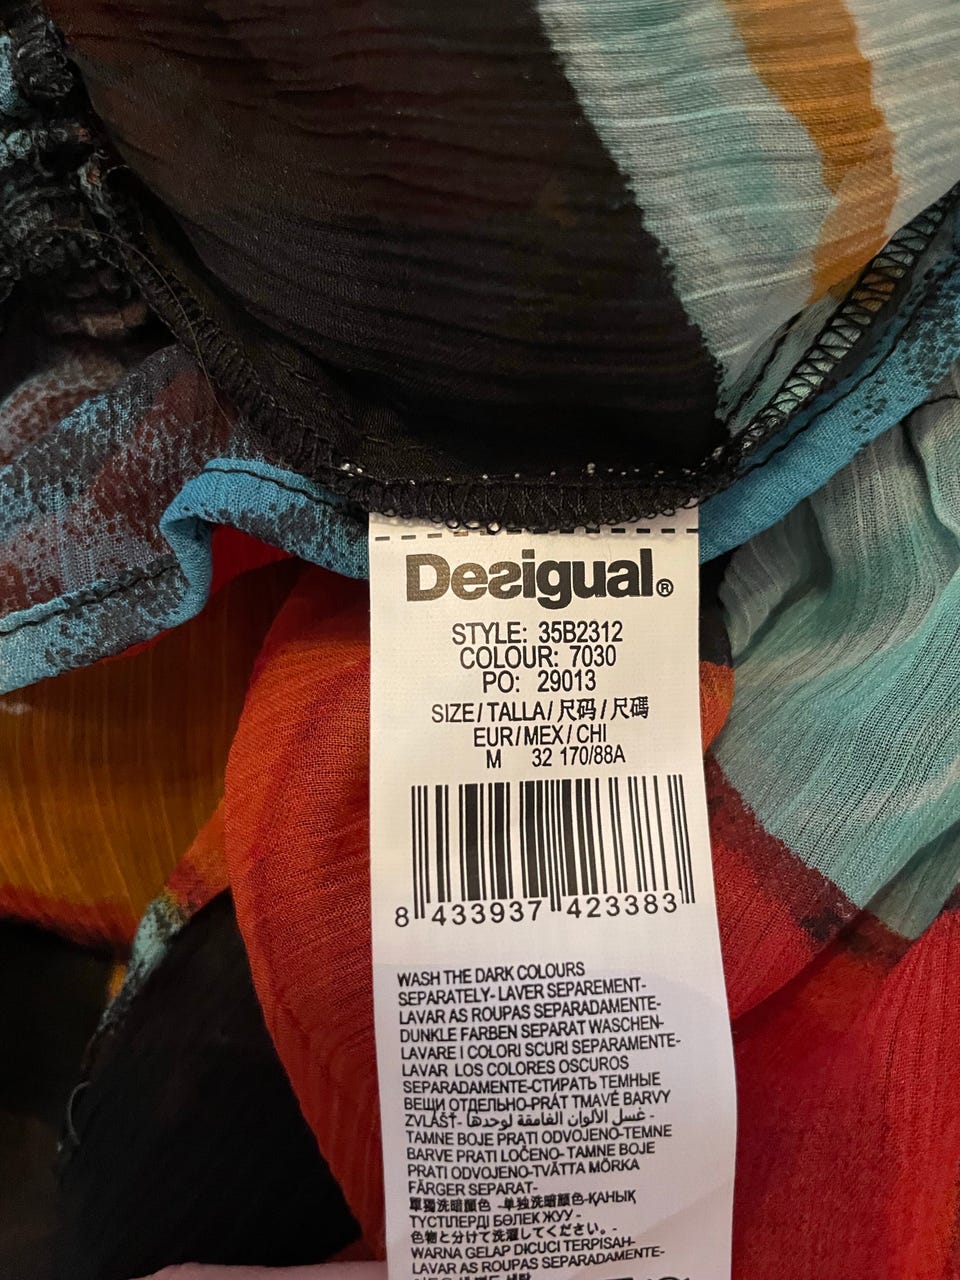 Desigual®
STYLE: 35B2312
COLOUR: 7030
PO: 29013
SIZE/TALLA/尺码/尺碼
EUR/MEX/CHI
M 32 170/88A
8 433937 423383
WASH THE DARK COLOURS
SEPARATELY- LAVER SEPAREMENT-
LAVAR AS ROUPAS SEPARADAMENTE-
DUNKLE FARBEN SEPARAT WASCHEN-
LAVARE I COLORI SCURI SEPARAMENTE-
LAVAR LOS COLORES OSCUROS
SEPARADAMENTE-СТИРАТЬ ТЕМНЫЕ
ВЕЩИ ОТДЕЛЬНО-PRÁT TMAVÉ BARVY
ZVLÁŠŤ- غسل الألوان الغامقة لوحدها -
TAMNE BOJE PRATI ODVOJENO-TEMNE
BARVE PRATI LOČENO- TAMNE BOJE
PRATI ODVOJENO-TVÄTTA MÖRKA
FÄRGER SEPARAT-
單獨洗暗顏色 -单独洗暗颜色-ҚАНЫҚ
ТҮСТІЛЕРДІ БӨЛЕК ЖУУ -
色物と分けて洗濯してください。-
WARNA GELAP DICUCI TERPISAH-
LAVAR AS ROUPAS SEPARADAMENTE-